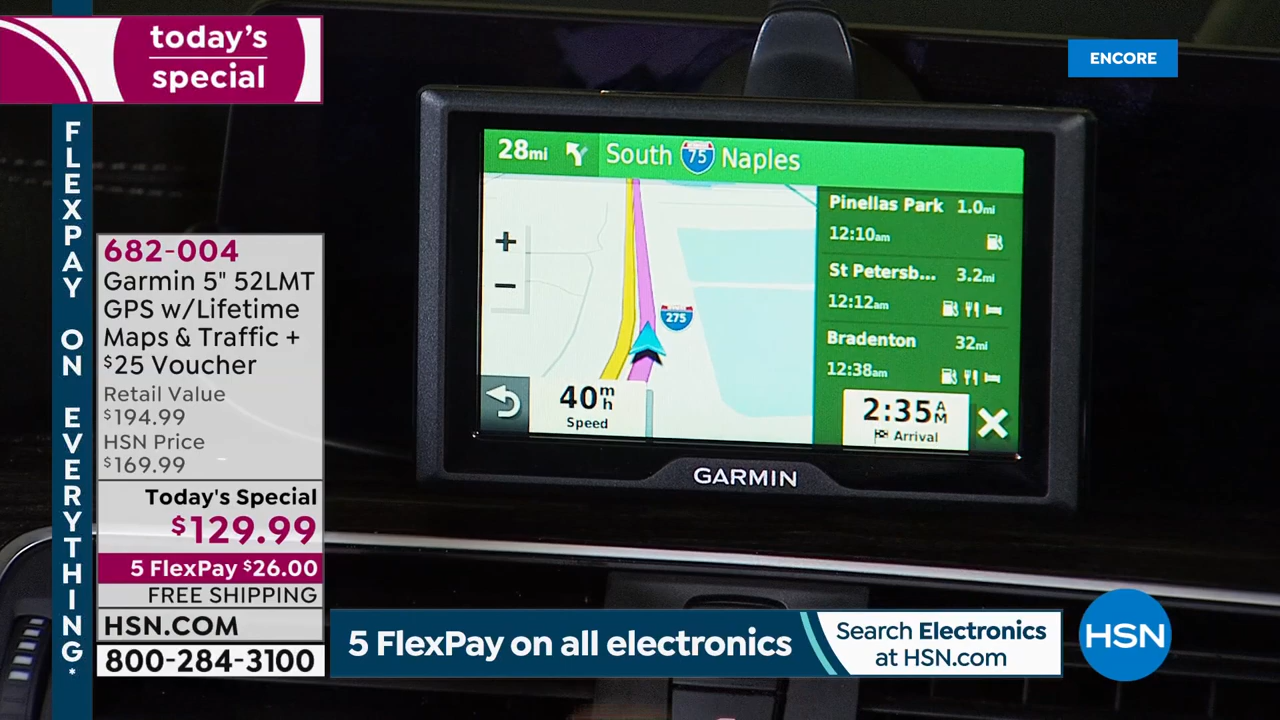 today's
special
ENCORE
FLEXPAY ON EVERYTHING*
682-004
Garmin 5" 52LMT
GPS w/Lifetime
Maps & Traffic +
$25 Voucher
Retail Value
$194.99
HSN Price
$169.99
Today's Special
$129.99
5 FlexPay $26.00
FREE SHIPPING
HSN.COM
800-284-3100
28mi South 75 Naples
Pinellas Park 1.0mi
12:10am
St Petersb... 3.2mi
12:12am
Bradenton 32mi
12:38am
+
-
275
40mh
Speed
2:35AM
Arrival
GARMIN
5 FlexPay on all electronics
Search Electronics
at HSN.com
HSN